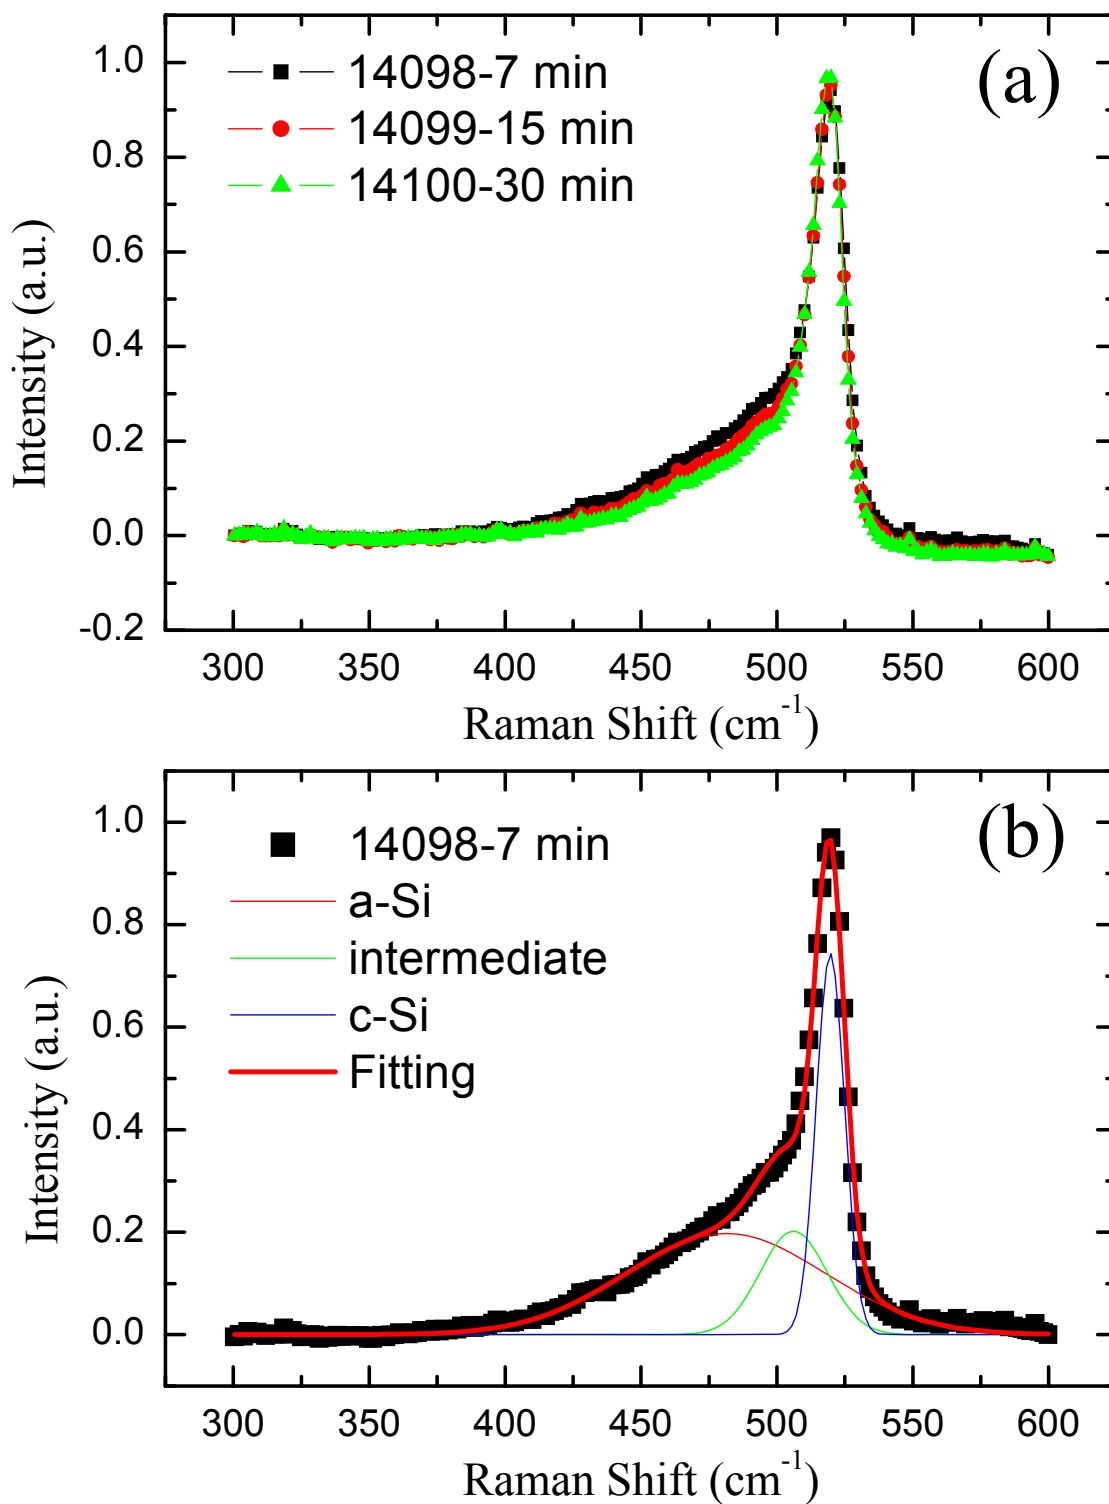 (a)
14098-7 min
14099-15 min
14100-30 min
1.0
0.8
0.6
0.4
0.2
0.0
-0.2
Intensity (a.u.)
300 350 400 450 500 550 600
Raman Shift (cm⁻¹)
(b)
14098-7 min
a-Si
intermediate
c-Si
Fitting
1.0
0.8
0.6
0.4
0.2
0.0
Intensity (a.u.)
300 350 400 450 500 550 600
Raman Shift (cm⁻¹)